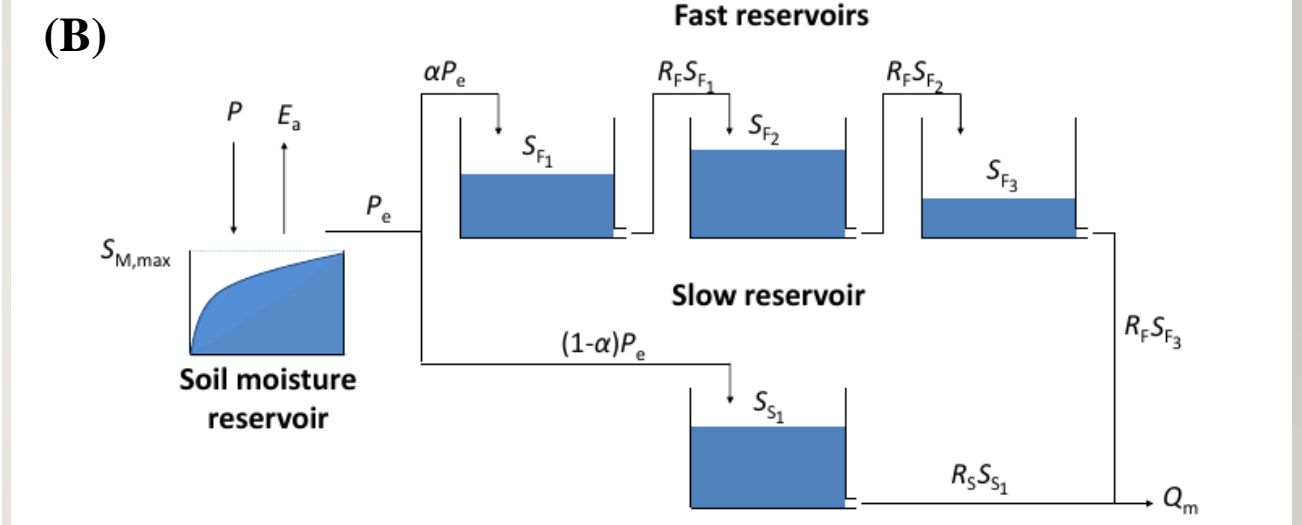 (B)
Fast reservoirs
αPe
RFSF1
RFSF2
P
Ea
SF1
SF2
SF3
Pe
SM,max
Slow reservoir
RFSF3
(1-α)Pe
Soil moisture
reservoir
SS1
RSSS1
Qm